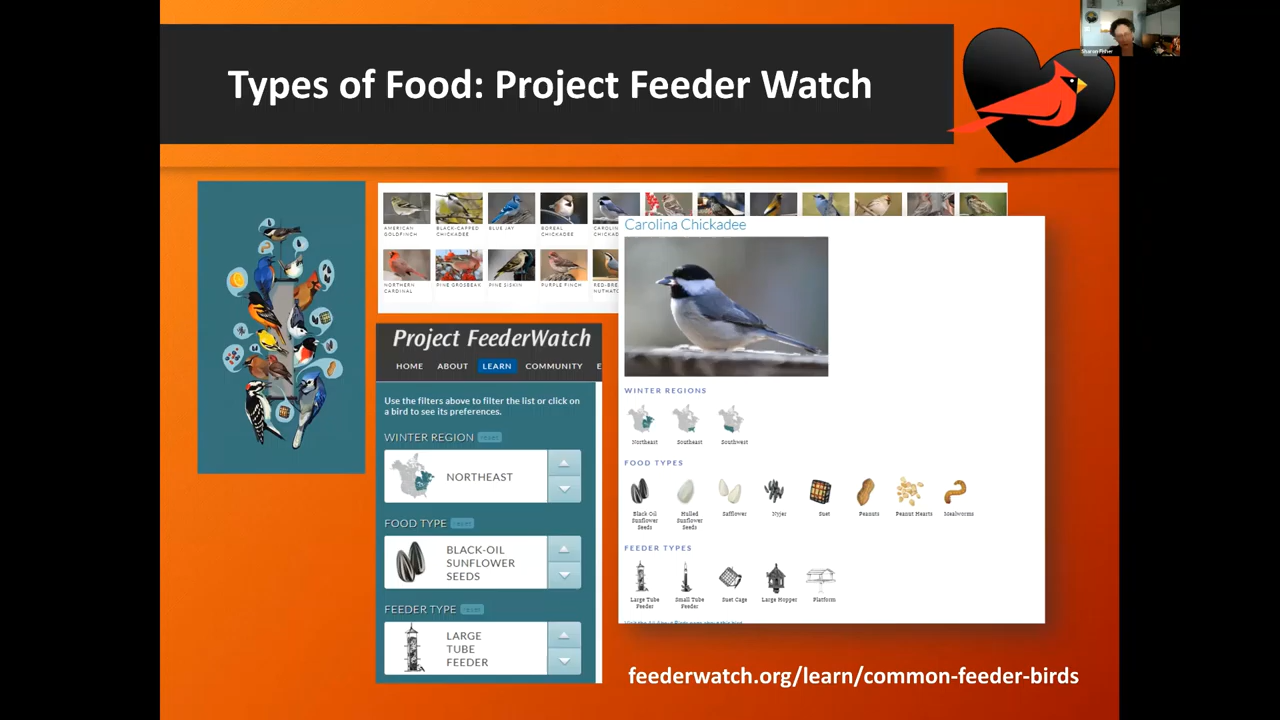 Types of Food: Project Feeder Watch
Sharon Fisher
AMERICAN
GOLDFINCH
BLACK-CAPPED
CHICKADEE
BLUE JAY
BOREAL
CHICKADEE
NORTHERN
CARDINAL
PINE GROSBEAK
PINE SISKIN
PURPLE FINCH
Project FeederWatch
HOME ABOUT LEARN COMMUNITY E
Use the filters above to filter the list or click on
a bird to see its preferences.
WINTER REGION
NORTHEAST
FOOD TYPE
BLACK-OIL
SUNFLOWER
SEEDS
FEEDER TYPE
LARGE
TUBE
FEEDER
Carolina Chickadee
WINTER REGIONS
Northeast Southeast Southwest
FOOD TYPES
Black Oil
Sunflower
Seeds
Hulled
Sunflower
Seeds
Safflower
Nyjer
Suet
Peanuts
Peanut Hearts
Mealworms
FEEDER TYPES
Large Tube
Feeder
Small Tube
Feeder
Suet Cage
Large Hopper
Platform
feederwatch.org/learn/common-feeder-birds